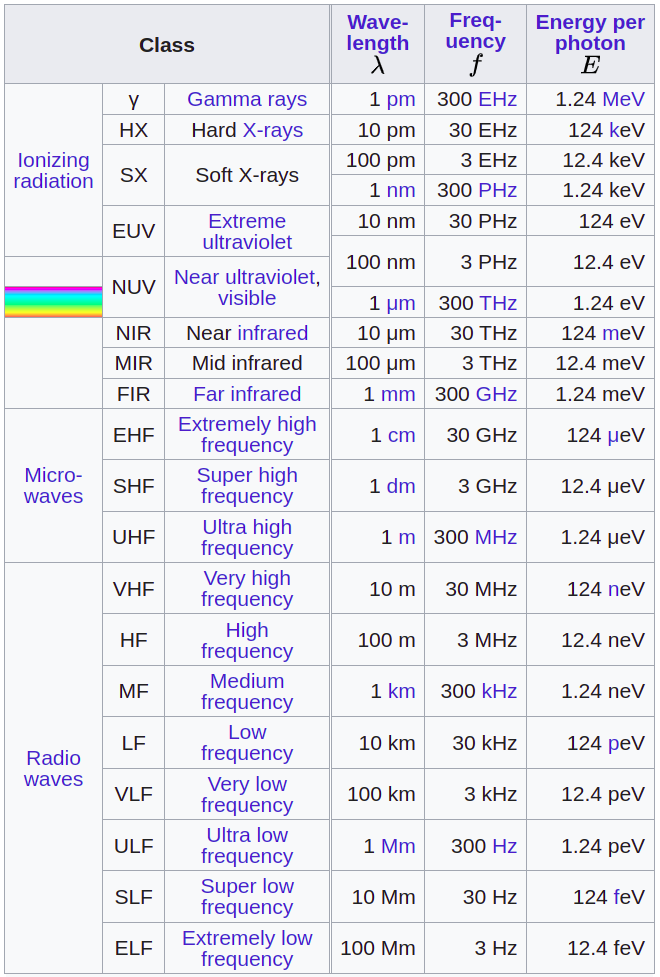 Class
Wave-
length
λ
Freq-
uency
f
Energy per
photon
E
Ionizing
radiation
γ Gamma rays 1 pm 300 EHz 1.24 MeV
HX Hard X-rays 10 pm 30 EHz 124 keV
SX Soft X-rays 100 pm 3 EHz 12.4 keV
1 nm 300 PHz 1.24 keV
EUV Extreme
ultraviolet
10 nm 30 PHz 124 eV
100 nm 3 PHz 12.4 eV
NUV Near ultraviolet,
visible
1 μm 300 THz 1.24 eV
NIR Near infrared 10 μm 30 THz 124 meV
MIR Mid infrared 100 μm 3 THz 12.4 meV
FIR Far infrared 1 mm 300 GHz 1.24 meV
Micro-
waves
EHF Extremely high
frequency
1 cm 30 GHz 124 μeV
SHF Super high
frequency
1 dm 3 GHz 12.4 μeV
UHF Ultra high
frequency
1 m 300 MHz 1.24 μeV
Radio
waves
VHF Very high
frequency
10 m 30 MHz 124 neV
HF High
frequency
100 m 3 MHz 12.4 neV
MF Medium
frequency
1 km 300 kHz 1.24 neV
LF Low
frequency
10 km 30 kHz 124 peV
VLF Very low
frequency
100 km 3 kHz 12.4 peV
ULF Ultra low
frequency
1 Mm 300 Hz 1.24 peV
SLF Super low
frequency
10 Mm 30 Hz 124 feV
ELF Extremely low
frequency
100 Mm 3 Hz 12.4 feV